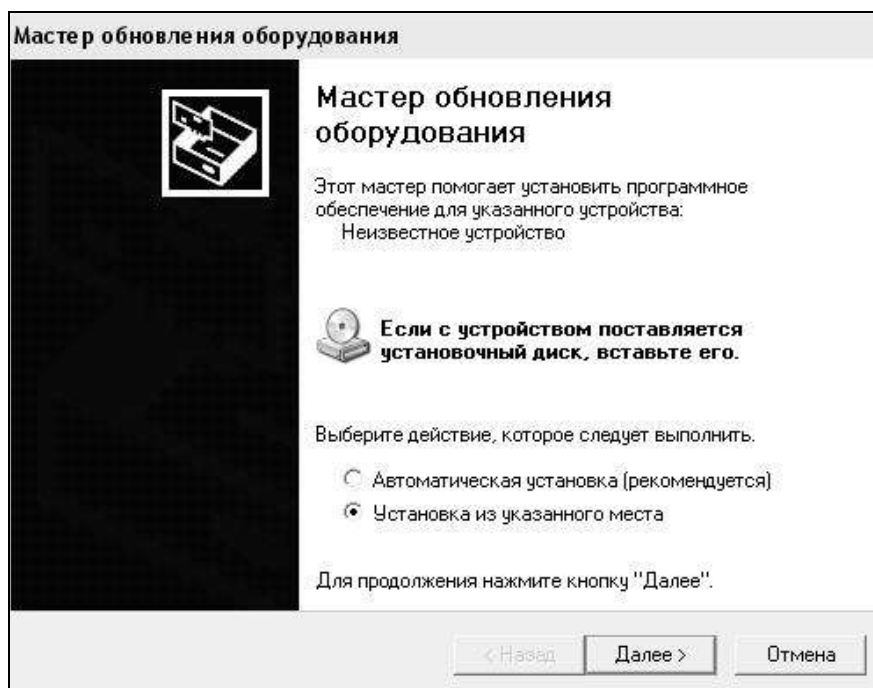 Мастер обновления оборудования
Мастер обновления
оборудования
Этот мастер помогает установить программное
обеспечение для указанного устройства:
Неизвестное устройство
Если с устройством поставляется
установочный диск, вставьте его.
Выберите действие, которое следует выполнить.
Автоматическая установка (рекомендуется)
Установка из указанного места
Для продолжения нажмите кнопку "Далее".
< Назад
Далее >
Отмена